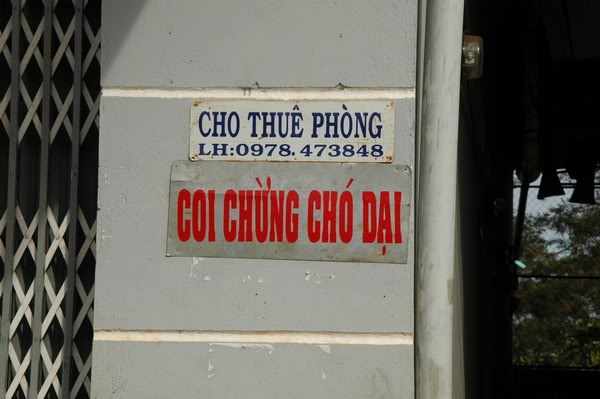 CHO THUÊ PHÒNG
LH:0978.473848
COI CHỪNG CHÓ DẠI